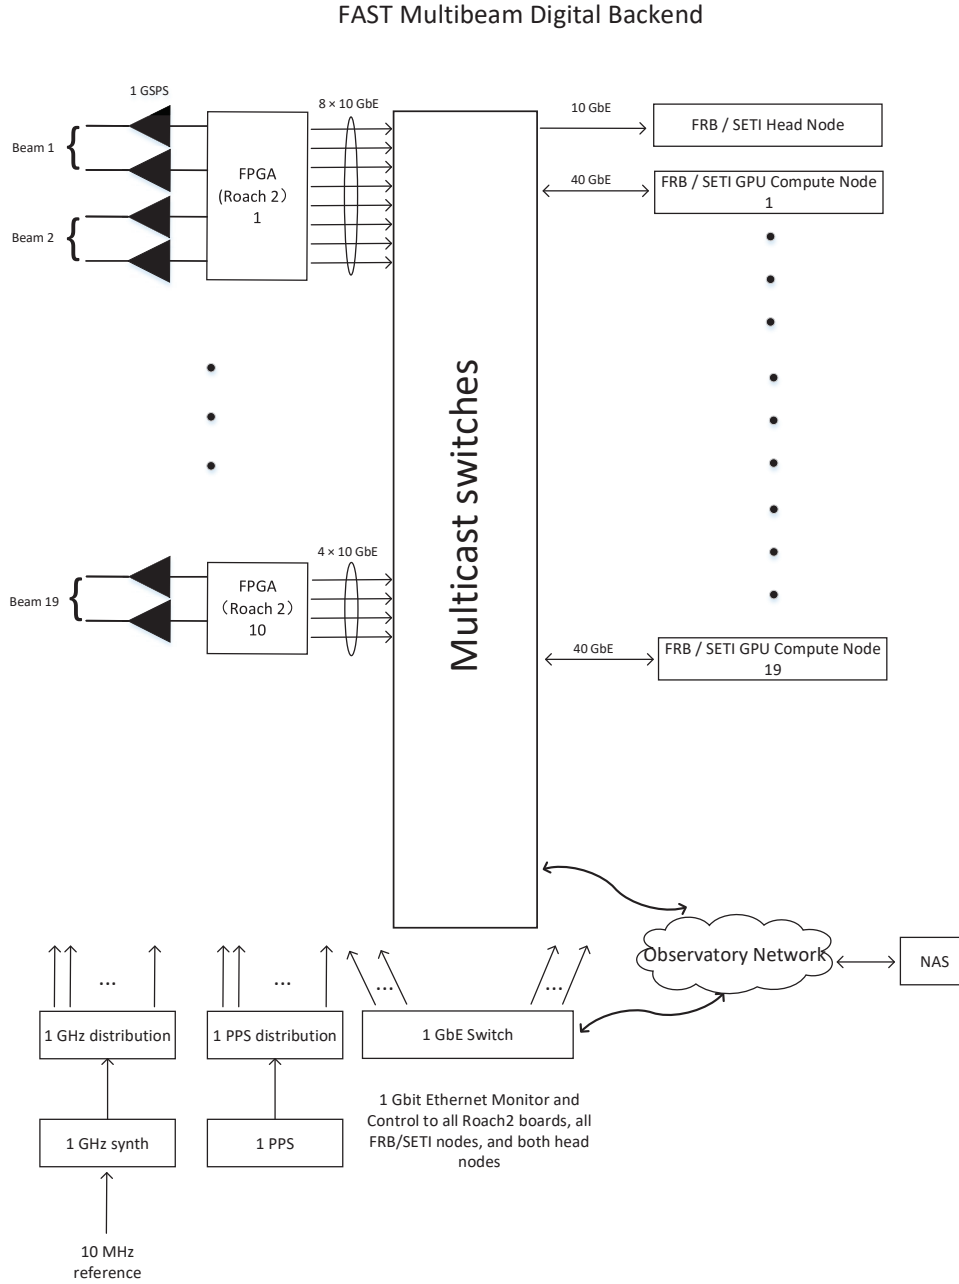 FAST Multibeam Digital Backend
1 GSPS
8 × 10 GbE
10 GbE
FRB / SETI Head Node
Beam 1
FPGA
(Roach 2）
1
40 GbE
FRB / SETI GPU Compute Node
1
Beam 2
Multicast switches
4 × 10 GbE
Beam 19
FPGA
（Roach 2）
10
40 GbE
FRB / SETI GPU Compute Node
19
Observatory Network
NAS
...
...
...
...
1 GHz distribution
1 PPS distribution
1 GbE Switch
1 GHz synth
1 PPS
1 Gbit Ethernet Monitor and
Control to all Roach2 boards, all
FRB/SETI nodes, and both head
nodes
10 MHz
reference